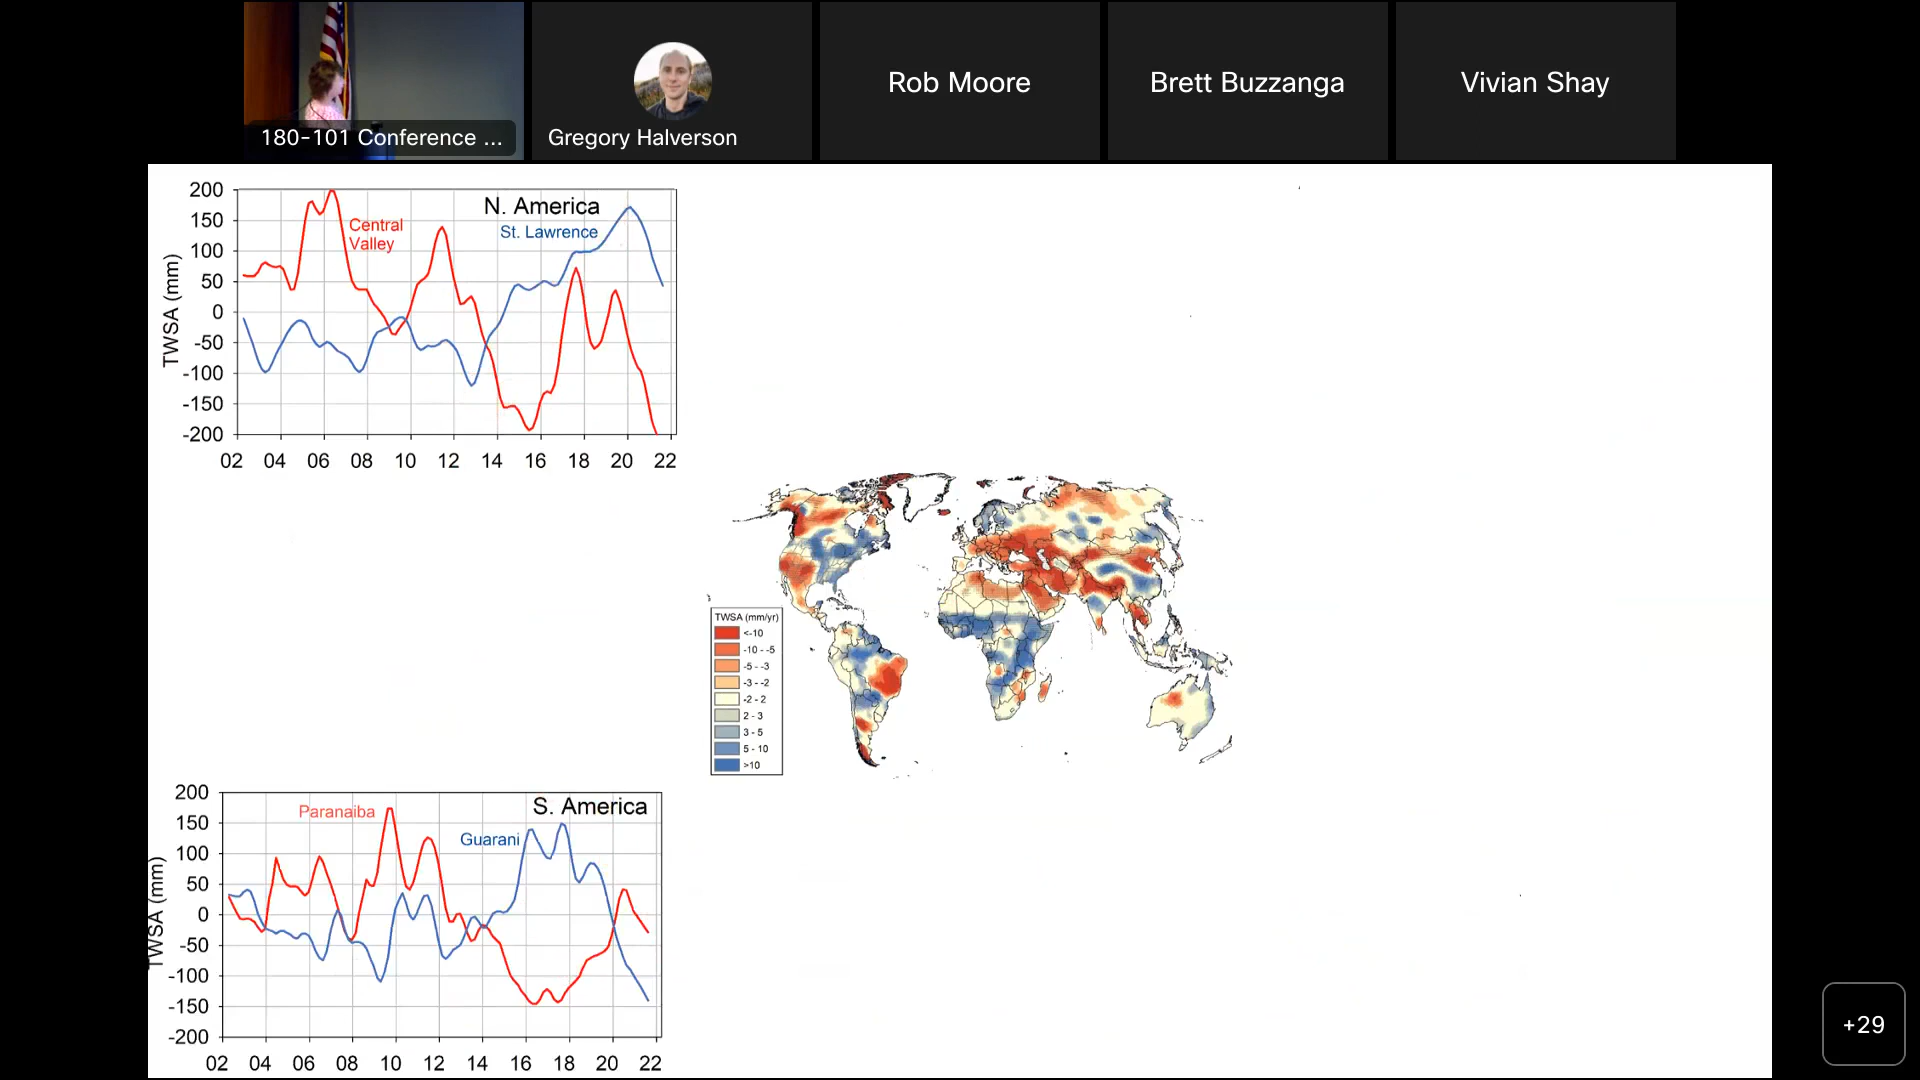 180-101 Conference ...
Gregory Halverson
Rob Moore
Brett Buzzanga
Vivian Shay
N. America
Central
Valley
St. Lawrence
TWSA (mm)
200
150
100
50
0
-50
-100
-150
-200
02 04 06 08 10 12 14 16 18 20 22
TWSA (mm/yr)
<-10
-10 - -5
-5 - -3
-3 - -2
-2 - 2
2 - 3
3 - 5
5 - 10
>10
S. America
Paranaiba
Guarani
TWSA (mm)
200
150
100
50
0
-50
-100
-150
-200
02 04 06 08 10 12 14 16 18 20 22
+29